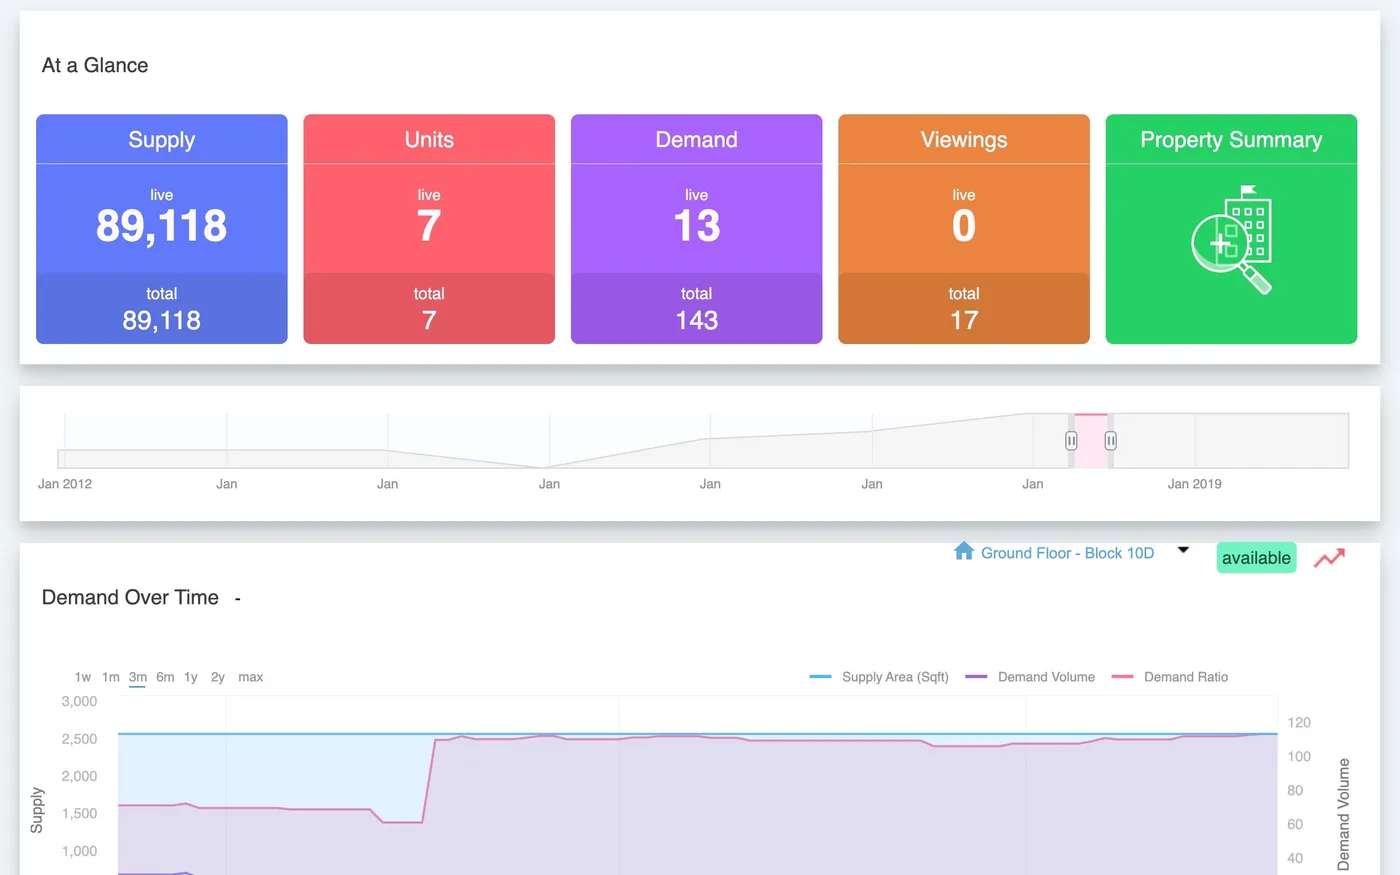 At a Glance
Supply
live
89,118
total
89,118
Units
live
7
total
7
Demand
live
13
total
143
Viewings
live
0
total
17
Property Summary
Jan 2012 Jan Jan Jan Jan Jan Jan Jan 2019
Ground Floor - Block 10D
available
Demand Over Time -
1w 1m 3m 6m 1y 2y max
Supply Area (Sqft) Demand Volume Demand Ratio
3,000
2,500
2,000
1,500
1,000
Supply
120
100
80
60
40
Demand Volume